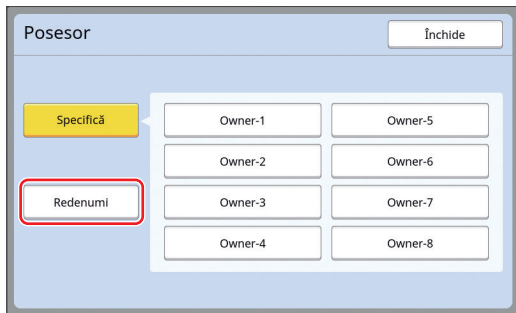 Posesor
Închide
Specifică
Owner-1
Owner-5
Owner-2
Owner-6
Redenumi
Owner-3
Owner-7
Owner-4
Owner-8